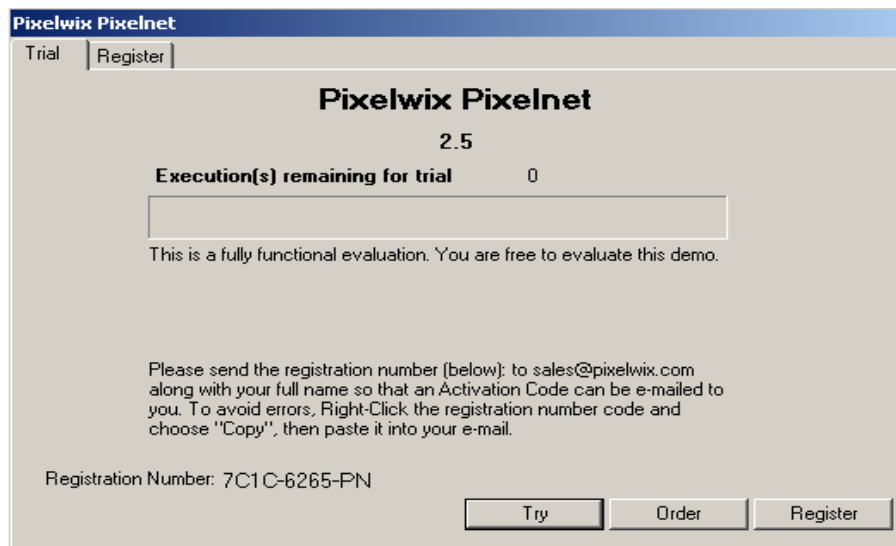 Pixelwix Pixelnet
Trial Register
Pixelwix Pixelnet
2.5
Execution(s) remaining for trial 0
This is a fully functional evaluation. You are free to evaluate this demo.
Please send the registration number (below): to sales@pixelwix.com
along with your full name so that an Activation Code can be e-mailed to
you. To avoid errors, Right-Click the registration number code and
choose "Copy", then paste it into your e-mail.
Registration Number: 7C1C-6265-PN
Try Order Register